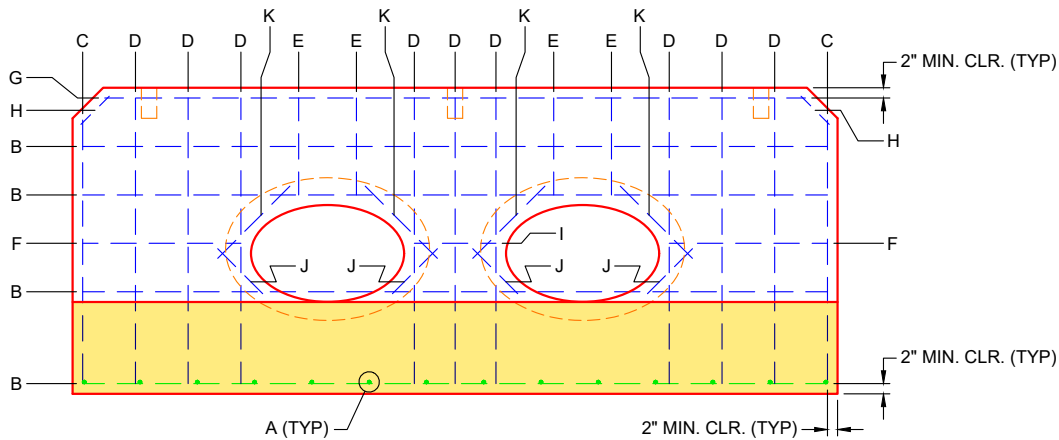 K K K K
C D D D E E D D D E E D D D C
2" MIN. CLR. (TYP)
G
H
H
B
B
F I F
J J J J
B
2" MIN. CLR. (TYP)
B
A (TYP)
2" MIN. CLR. (TYP)